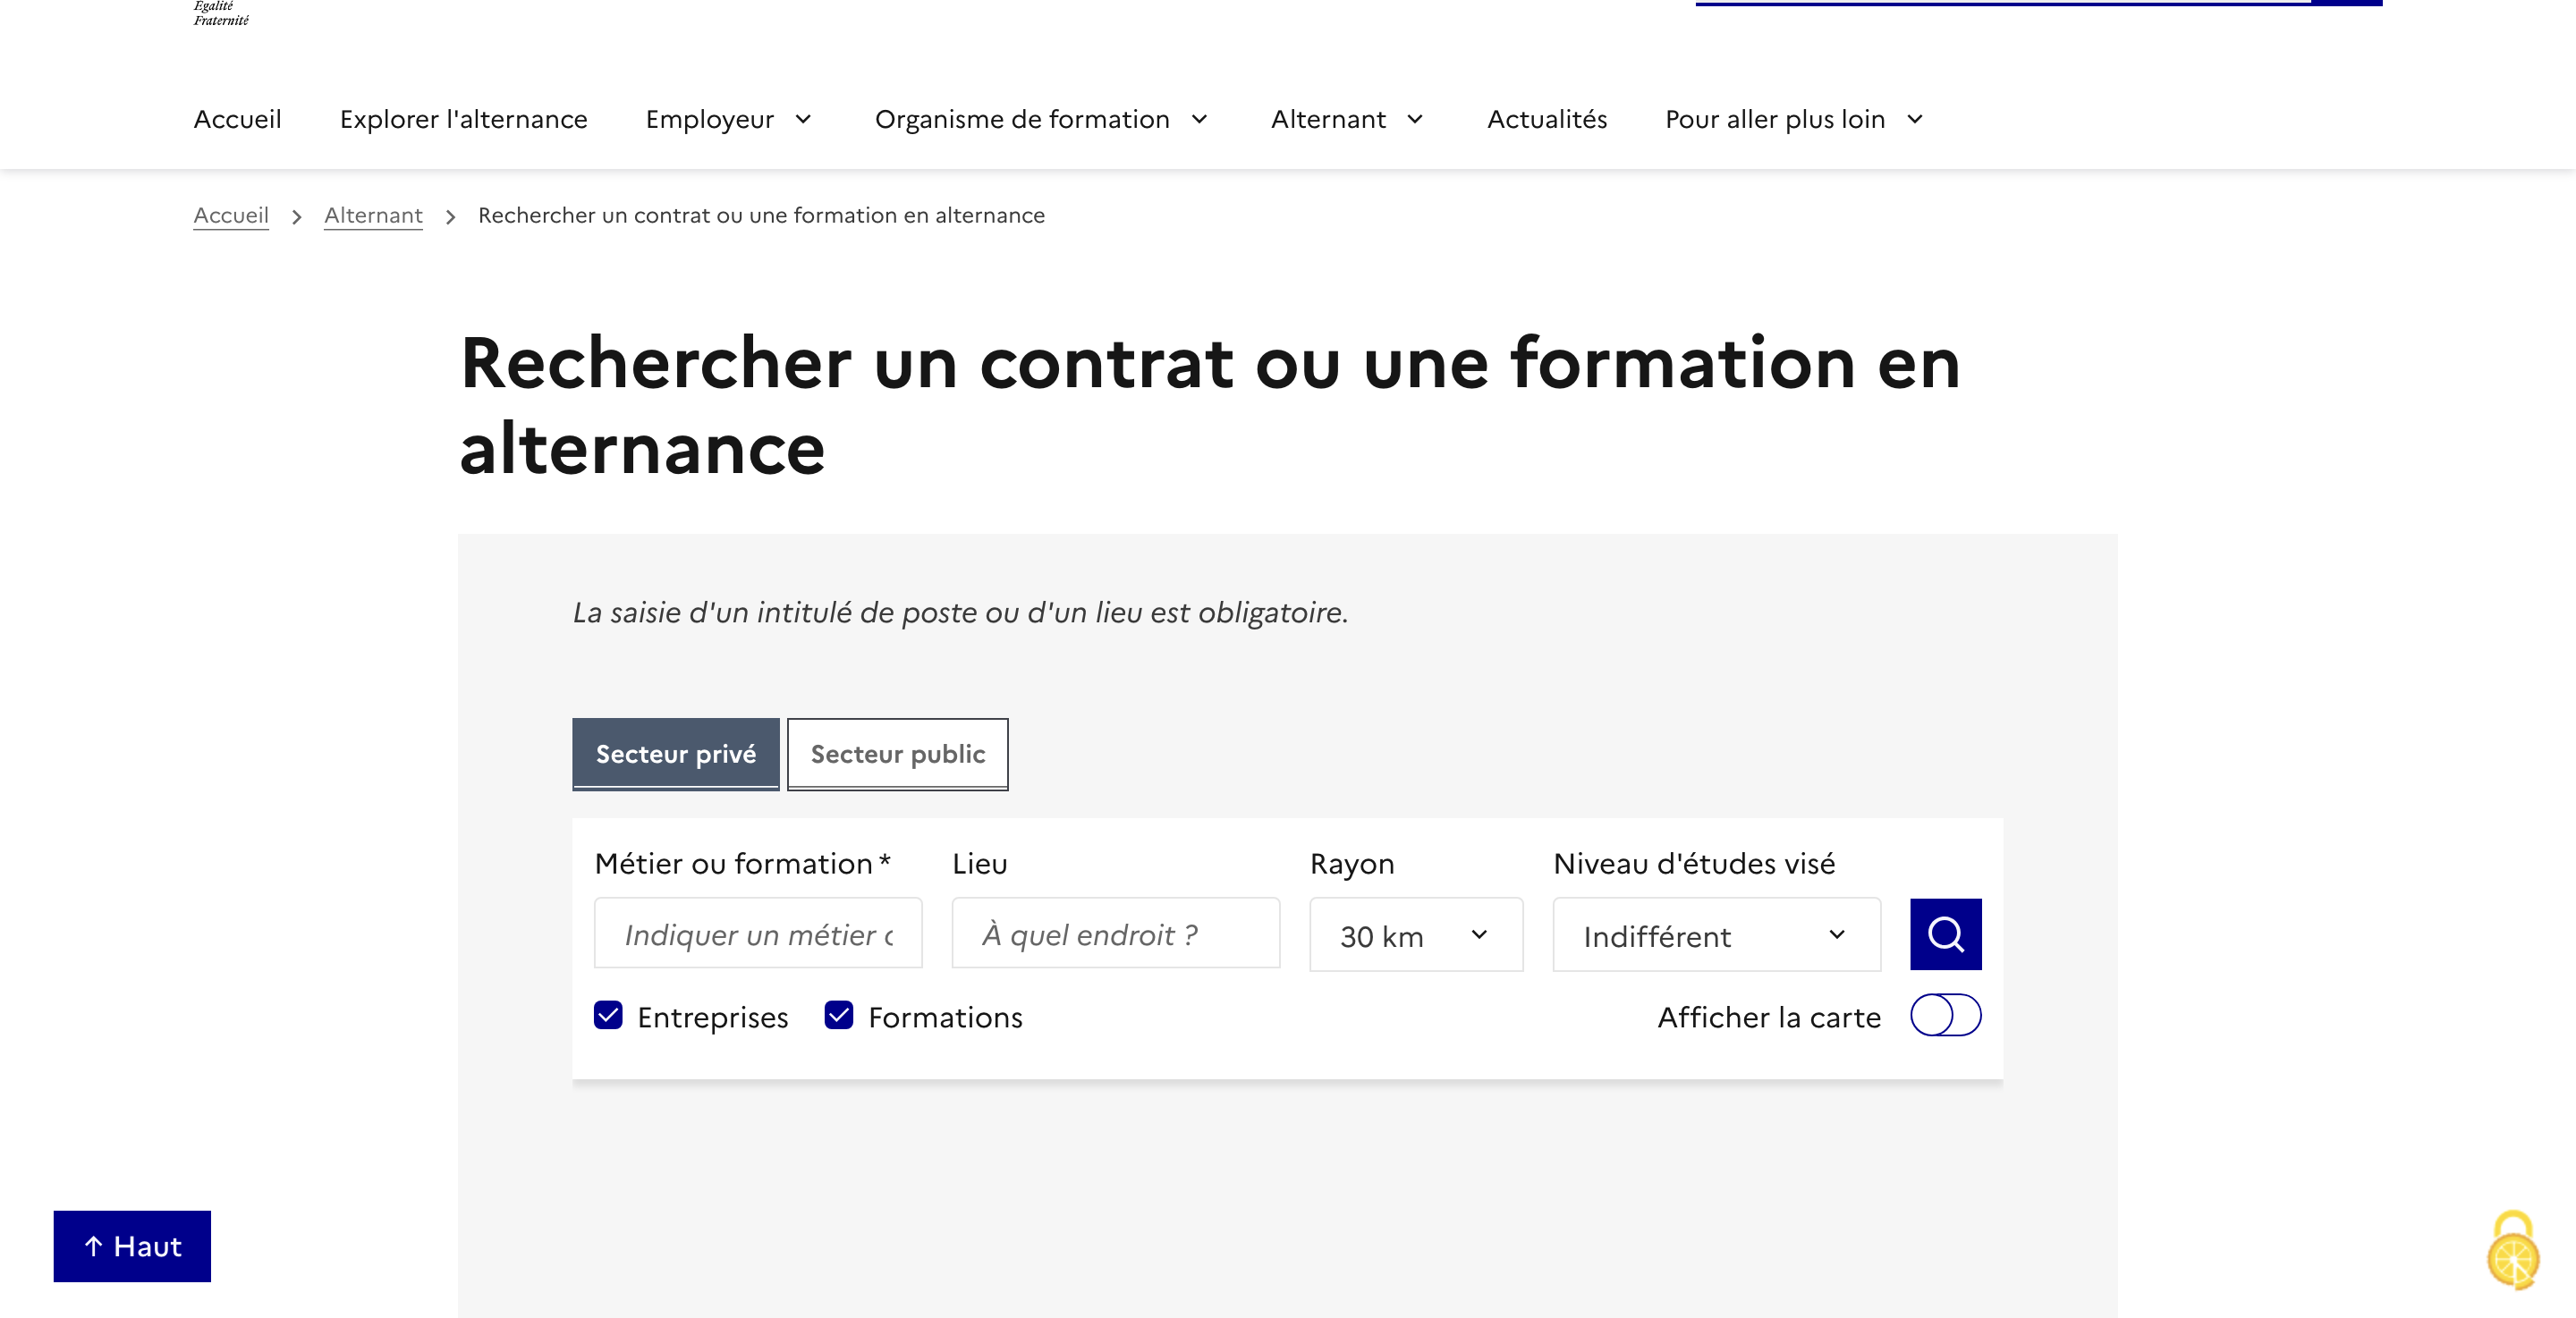 Égalité
Fraternité
Accueil Explorer l'alternance Employeur Organisme de formation Alternant Actualités Pour aller plus loin
Accueil Alternant Rechercher un contrat ou une formation en alternance
Rechercher un contrat ou une formation en
alternance
La saisie d'un intitulé de poste ou d'un lieu est obligatoire.
Secteur privé Secteur public
Métier ou formation * Lieu Rayon Niveau d'études visé
Indiquer un métier À quel endroit ? 30 km Indifférent
Entreprises Formations Afficher la carte
↑ Haut